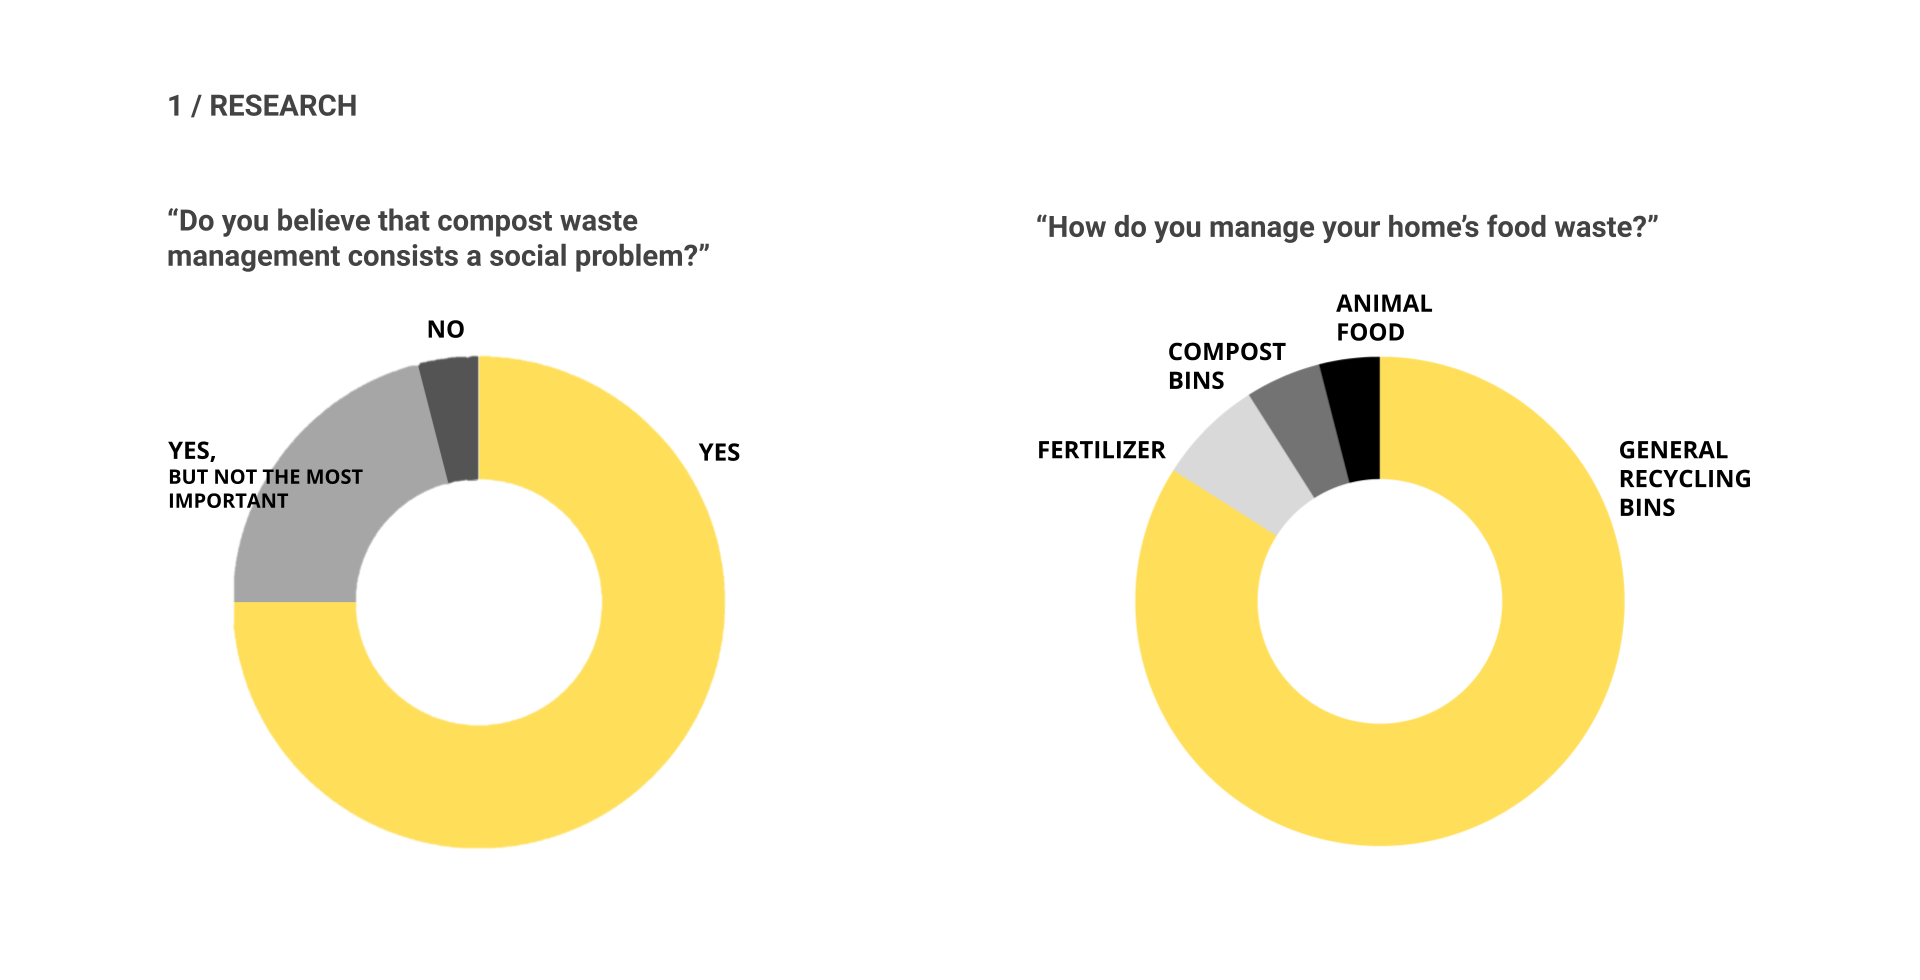 1 / RESEARCH
“Do you believe that compost waste
management consists a social problem?”
NO
YES,
BUT NOT THE MOST
IMPORTANT
YES
“How do you manage your home’s food waste?”
ANIMAL
FOOD
COMPOST
BINS
FERTILIZER
GENERAL
RECYCLING
BINS